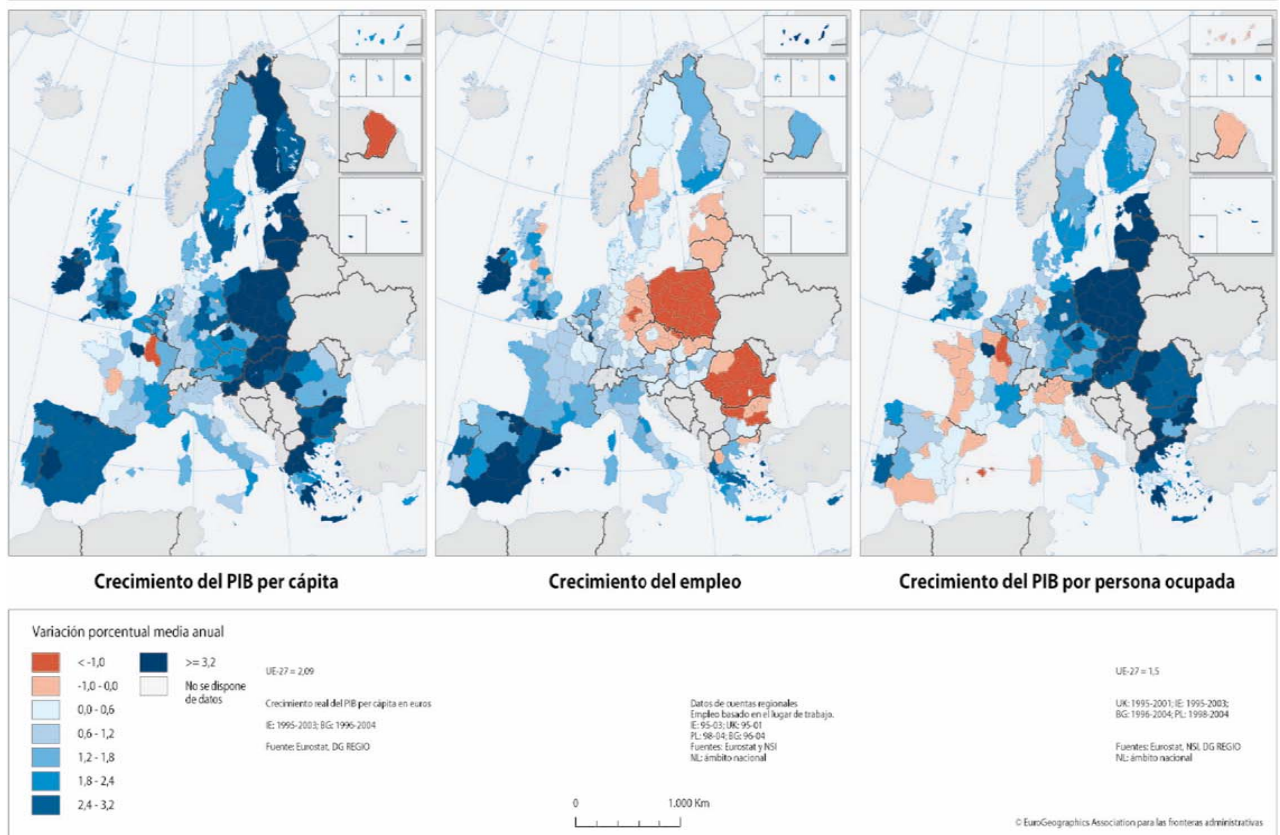 Crecimiento del PIB per cápita
Crecimiento del empleo
Crecimiento del PIB por persona ocupada
Variación porcentual media anual
< -1,0
-1,0 - 0,0
0,0 - 0,6
0,6 - 1,2
1,2 - 1,8
1,8 - 2,4
2,4 - 3,2
>= 3,2
No se dispone
de datos
UE-27 = 2,09
Crecimiento real del PIB per cápita en euros
IE: 1995-2003; BG: 1996-2004
Fuente: Eurostat, DG REGIO
Datos de cuentas regionales
Empleo basado en el lugar de trabajo.
IE: 95-03; UK: 95-01
PL: 98-04; BG: 96-04
Fuentes: Eurostat y NSI
NL: ámbito nacional
UE-27 = 1,5
UK: 1995-2001; IE: 1995-2003;
BG: 1996-2004; PL: 1998-2004
Fuentes: Eurostat, NSI, DG REGIO
NL: ámbito nacional
0 1.000 Km
© EuroGeographics Association para las fronteras administrativas